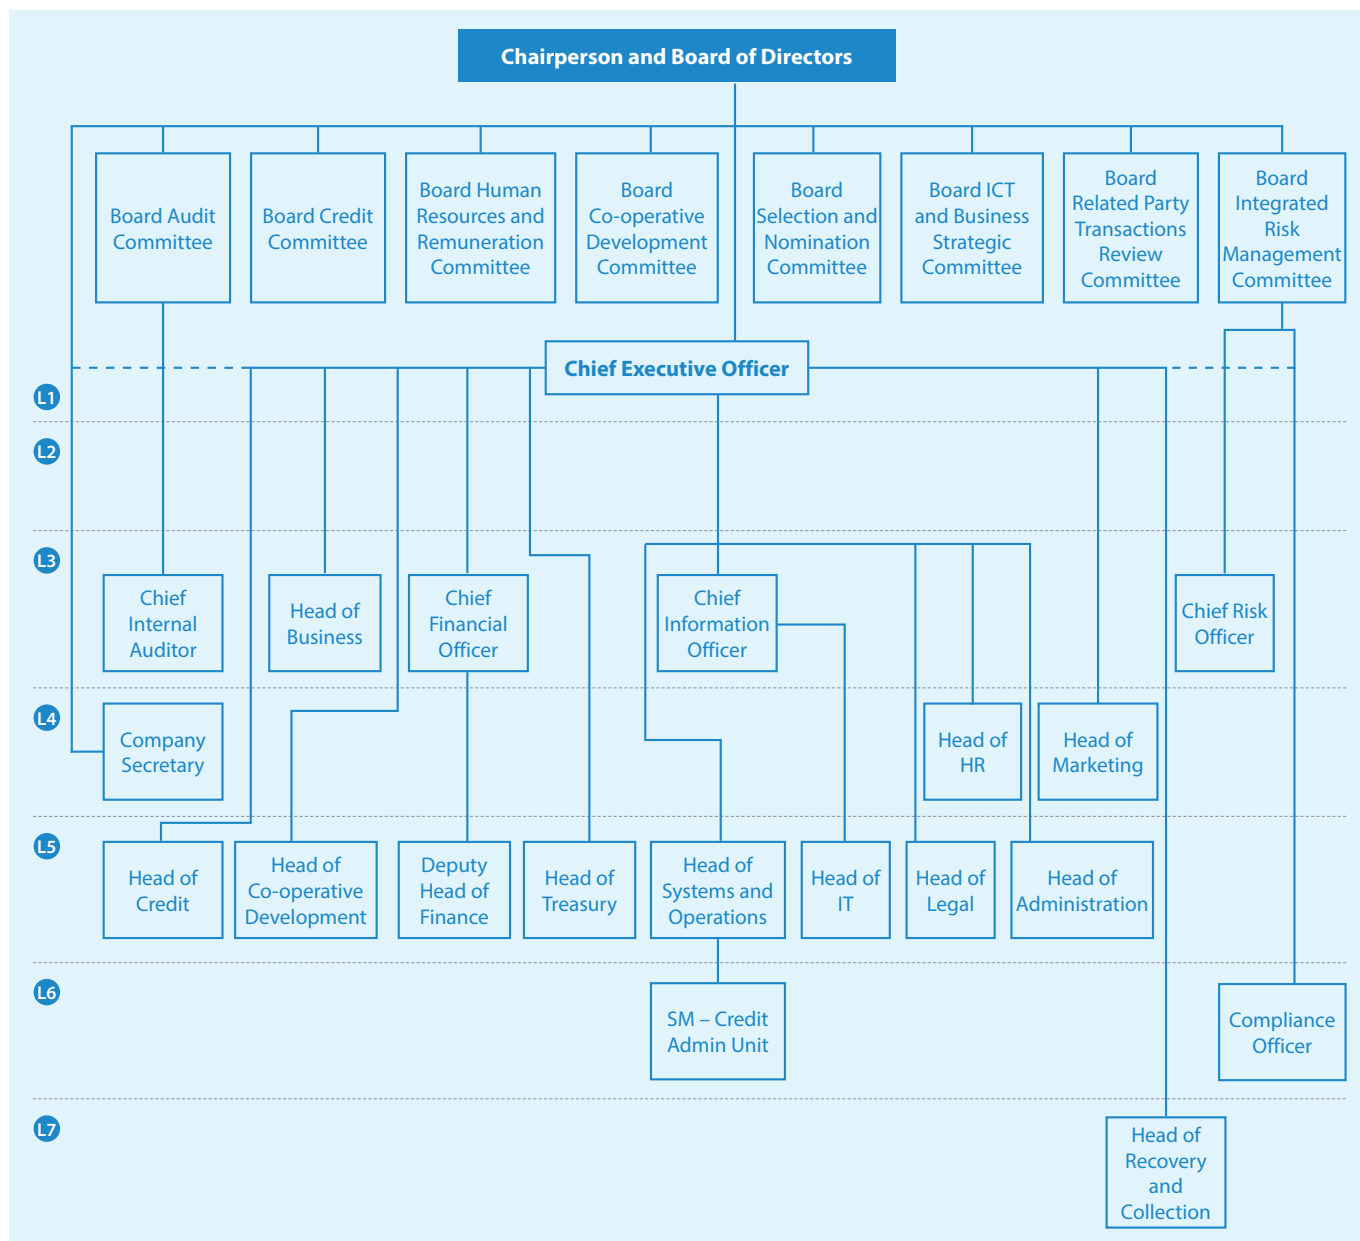 Chairperson and Board of Directors
Board Audit
Committee
Board Credit
Committee
Board Human
Resources and
Remuneration
Committee
Board
Co-operative
Development
Committee
Board
Selection and
Nomination
Committee
Board ICT
and Business
Strategic
Committee
Board
Related Party
Transactions
Review
Committee
Board
Integrated
Risk
Management
Committee
Chief Executive Officer
L1
L2
L3
Chief
Internal
Auditor
Head of
Business
Chief
Financial
Officer
Chief
Information
Officer
Chief Risk
Officer
L4
Company
Secretary
Head of
HR
Head of
Marketing
L5
Head of
Credit
Head of
Co-operative
Development
Deputy
Head of
Finance
Head of
Treasury
Head of
Systems and
Operations
Head of
IT
Head of
Legal
Head of
Administration
L6
SM – Credit
Admin Unit
Compliance
Officer
L7
Head of
Recovery
and
Collection